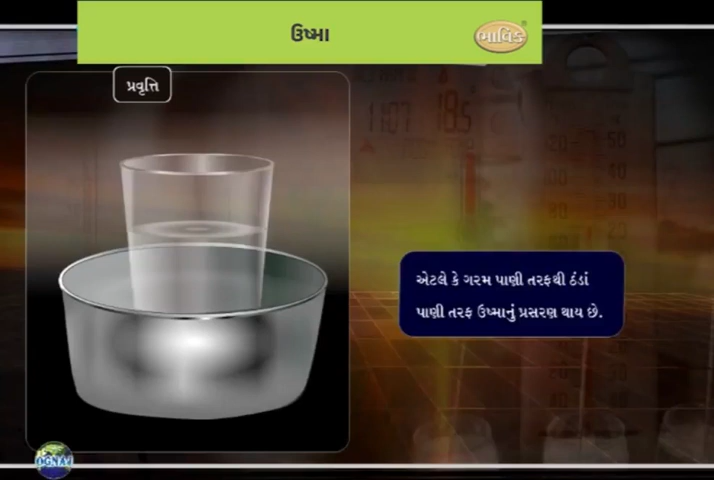 ઉષ્મા
ભાવિક
પ્રવૃત્તિ
એટલે કે ગરમ પાણી તરફથી ઠંડાં
પાણી તરફ ઉષ્માનું પ્રસરણ થાય છે.